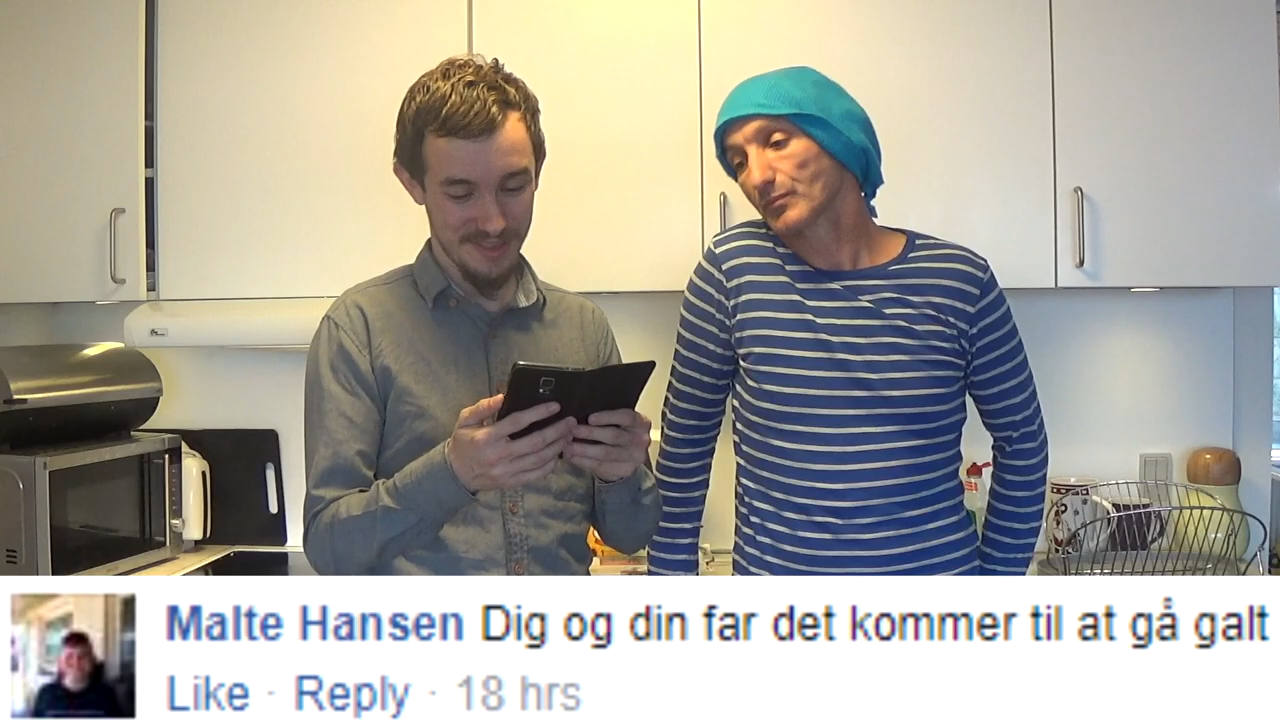 Malte Hansen Dig og din far det kommer til at gå galt
Like · Reply · 18 hrs